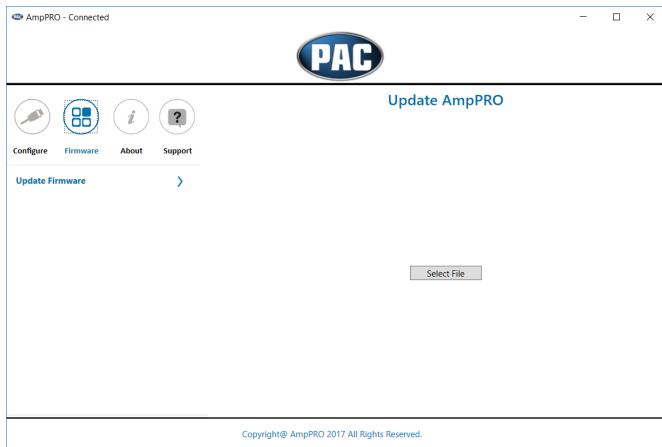 AmpPRO - Connected
PAC
Update AmpPRO
Configure Firmware About Support
Update Firmware
Select File
Copyright@ AmpPRO 2017 All Rights Reserved.